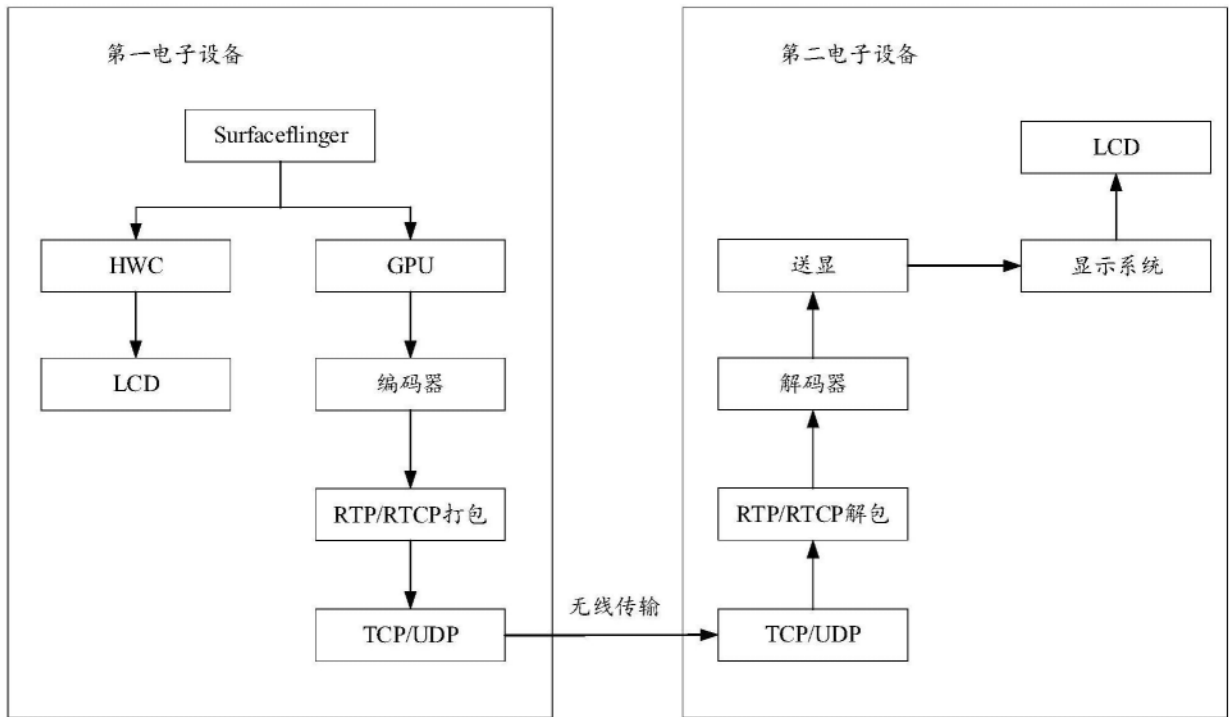 第一电子设备
Surfaceflinger
HWC
GPU
LCD
编码器
RTP/RTCP打包
TCP/UDP
无线传输
第二电子设备
LCD
送显
显示系统
解码器
RTP/RTCP解包
TCP/UDP